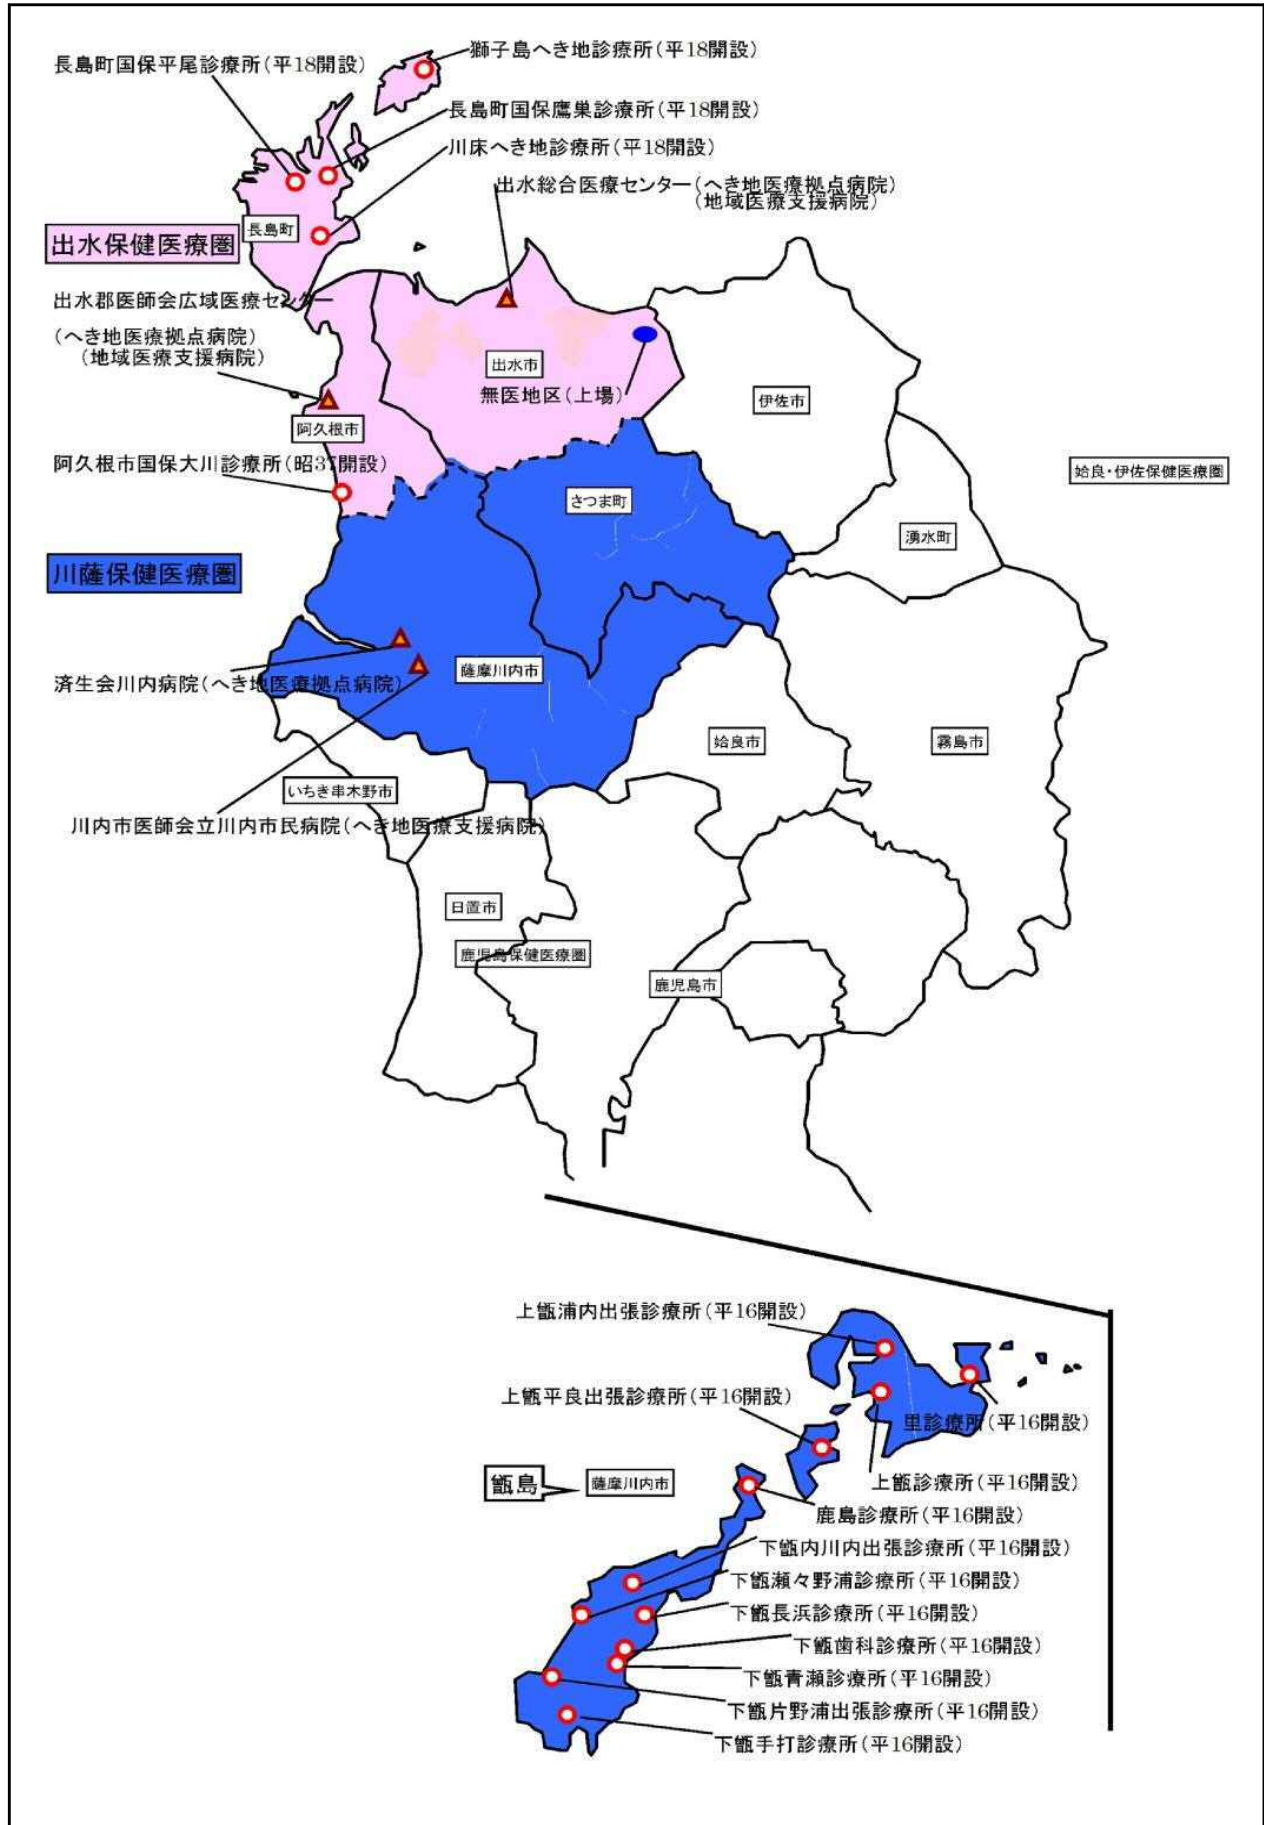 獅子島へき地診療所(平18開設)
長島町国保平尾診療所(平18開設)
長島町国保鷹巣診療所(平18開設)
川床へき地診療所(平18開設)
出水総合医療センター(へき地医療拠点病院)
(地域医療支援病院)
長島町
出水保健医療圏
出水郡医師会広域医療センター
(へき地医療拠点病院)
(地域医療支援病院)
出水市
無医地区(上場)
伊佐市
阿久根市
阿久根市国保大川診療所(昭37開設)
姶良・伊佐保健医療圏
さつま町
湧水町
川薩保健医療圏
薩摩川内市
済生会川内病院(へき地医療拠点病院)
姶良市
霧島市
いちき串木野市
川内市医師会立川内市民病院(へき地医療支援病院)
日置市
鹿児島保健医療圏
鹿児島市
上甑浦内出張診療所(平16開設)
上甑平良出張診療所(平16開設)
里診療所(平16開設)
甑島
薩摩川内市
上甑診療所(平16開設)
鹿島診療所(平16開設)
下甑内川内出張診療所(平16開設)
下甑瀬々野浦診療所(平16開設)
下甑長浜診療所(平16開設)
下甑歯科診療所(平16開設)
下甑青瀬診療所(平16開設)
下甑片野浦出張診療所(平16開設)
下甑手打診療所(平16開設)